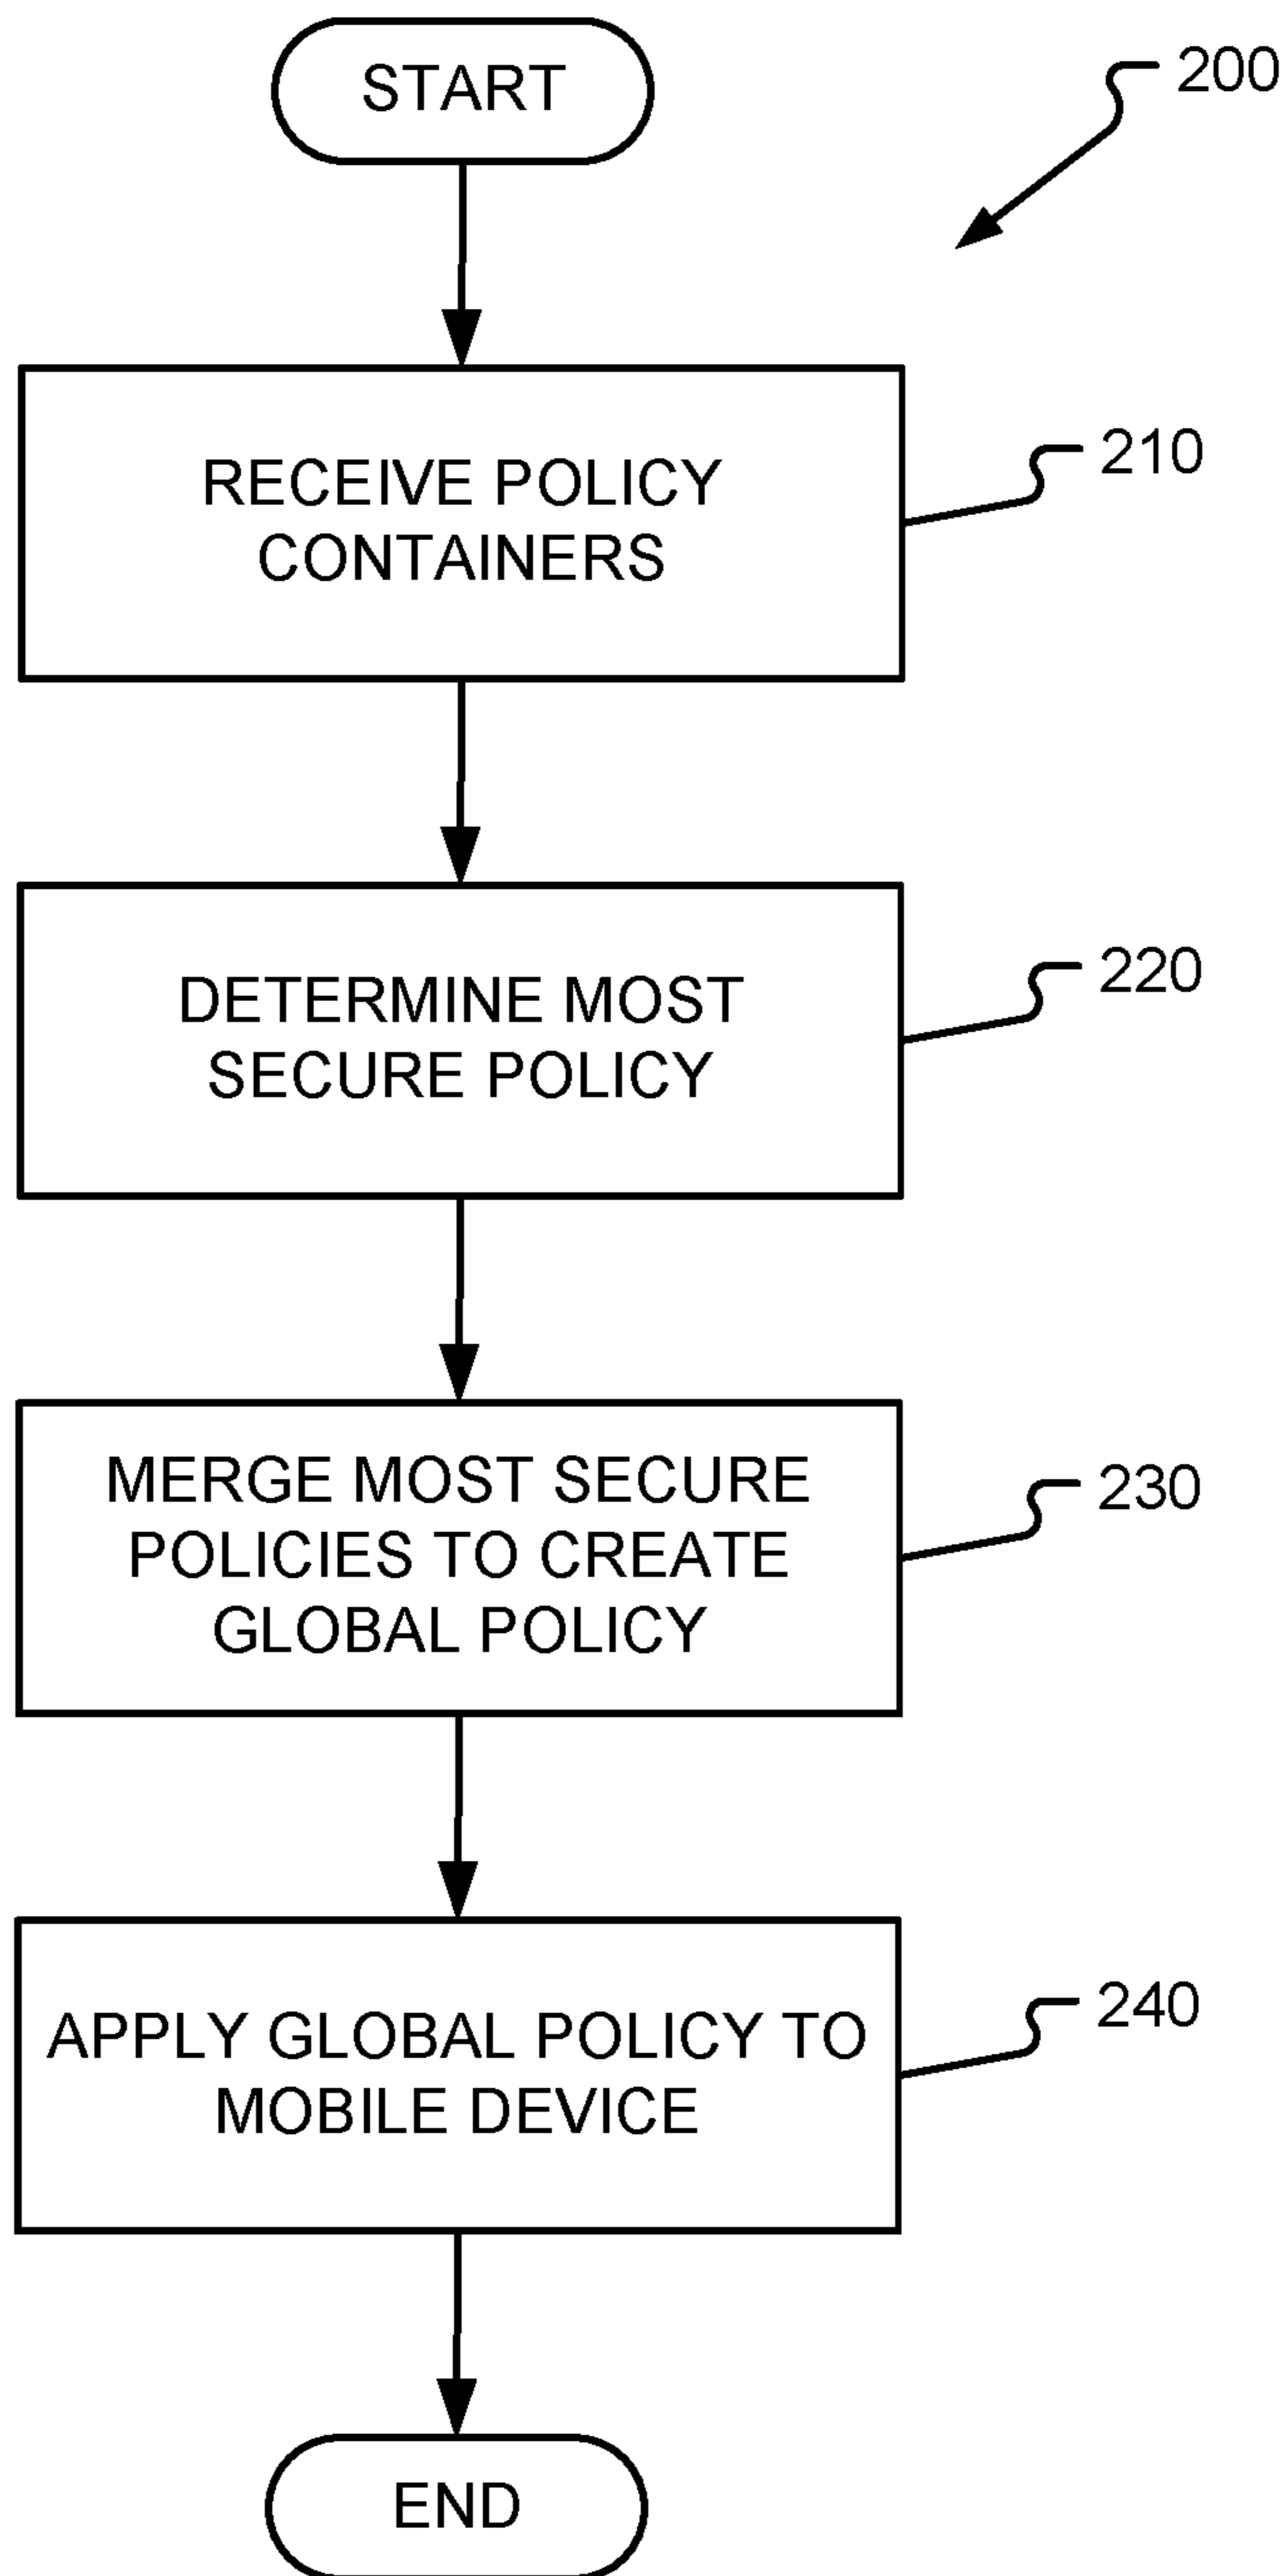 START
200
RECEIVE POLICY
CONTAINERS
210
DETERMINE MOST
SECURE POLICY
220
MERGE MOST SECURE
POLICIES TO CREATE
GLOBAL POLICY
230
APPLY GLOBAL POLICY TO
MOBILE DEVICE
240
END